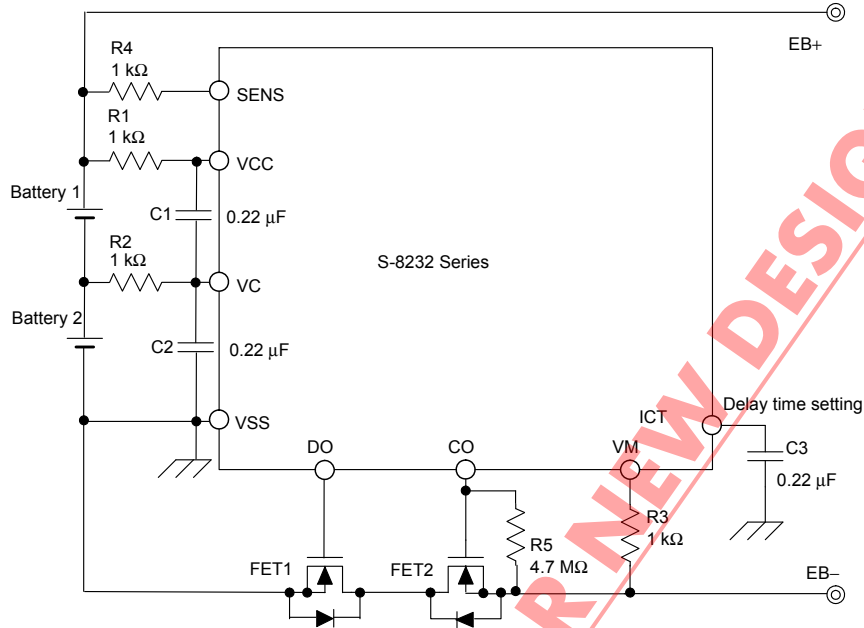 EB+
R4
1 kΩ
SENS
R1
1 kΩ
VCC
Battery 1
C1
0.22 μF
R2
1 kΩ
S-8232 Series
VC
Battery 2
C2
0.22 μF
VSS
DO
CO
VM
ICT
Delay time setting
C3
0.22 μF
R3
1 kΩ
R5
4.7 MΩ
FET1
FET2
EB−
R NEW DESIG